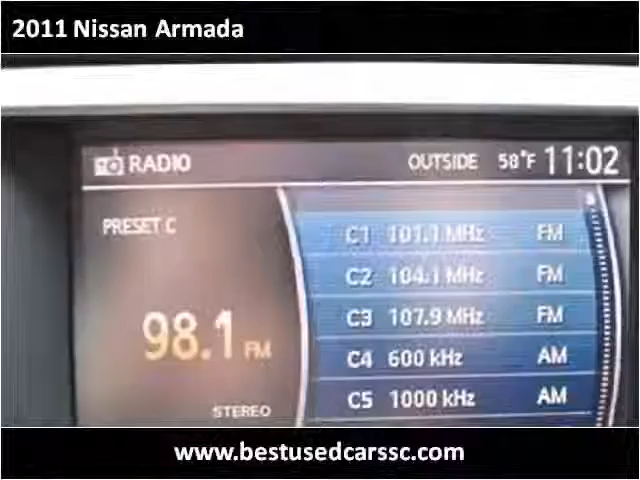 2011 Nissan Armada
RADIO OUTSIDE 58°F 11:02
PRESET C
C1 101.1 MHz FM
C2 104.1 MHz FM
98.1 FM
C3 107.9 MHz FM
C4 600 kHz AM
C5 1000 kHz AM
STEREO
www.bestusedcarssc.com